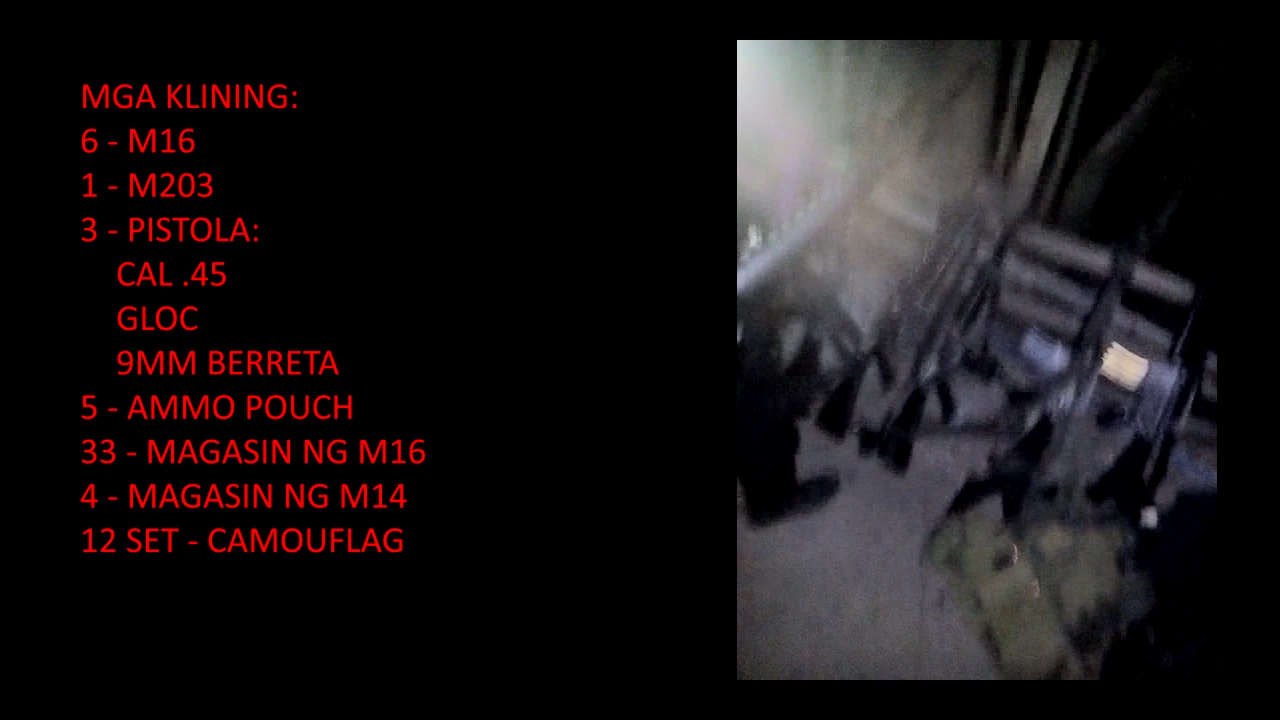 MGA KLINING:
6 - M16
1 - M203
3 - PISTOLA:
CAL .45
GLOC
9MM BERRETA
5 - AMMO POUCH
33 - MAGASIN NG M16
4 - MAGASIN NG M14
12 SET - CAMOUFLAG